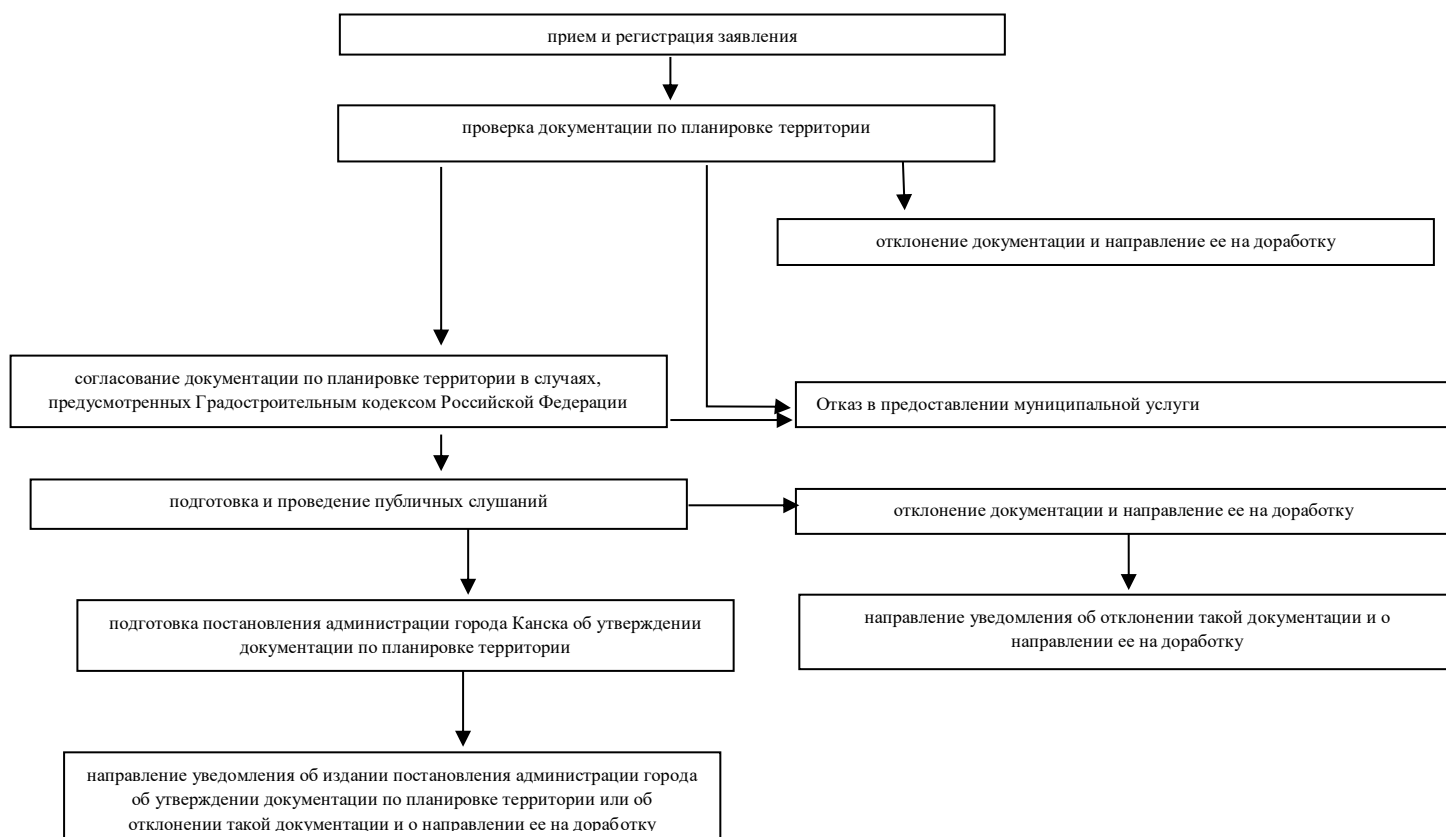 прием и регистрация заявления
проверка документации по планировке территории
отклонение документации и направление ее на доработку
согласование документации по планировке территории в случаях,
предусмотренных Градостроительным кодексом Российской Федерации
Отказ в предоставлении муниципальной услуги
подготовка и проведение публичных слушаний
отклонение документации и направление ее на доработку
подготовка постановления администрации города Канска об утверждении
документации по планировке территории
направление уведомления об отклонении такой документации и о
направлении ее на доработку
направление уведомления об издании постановления администрации города
об утверждении документации по планировке территории или об
отклонении такой документации и о направлении ее на доработку